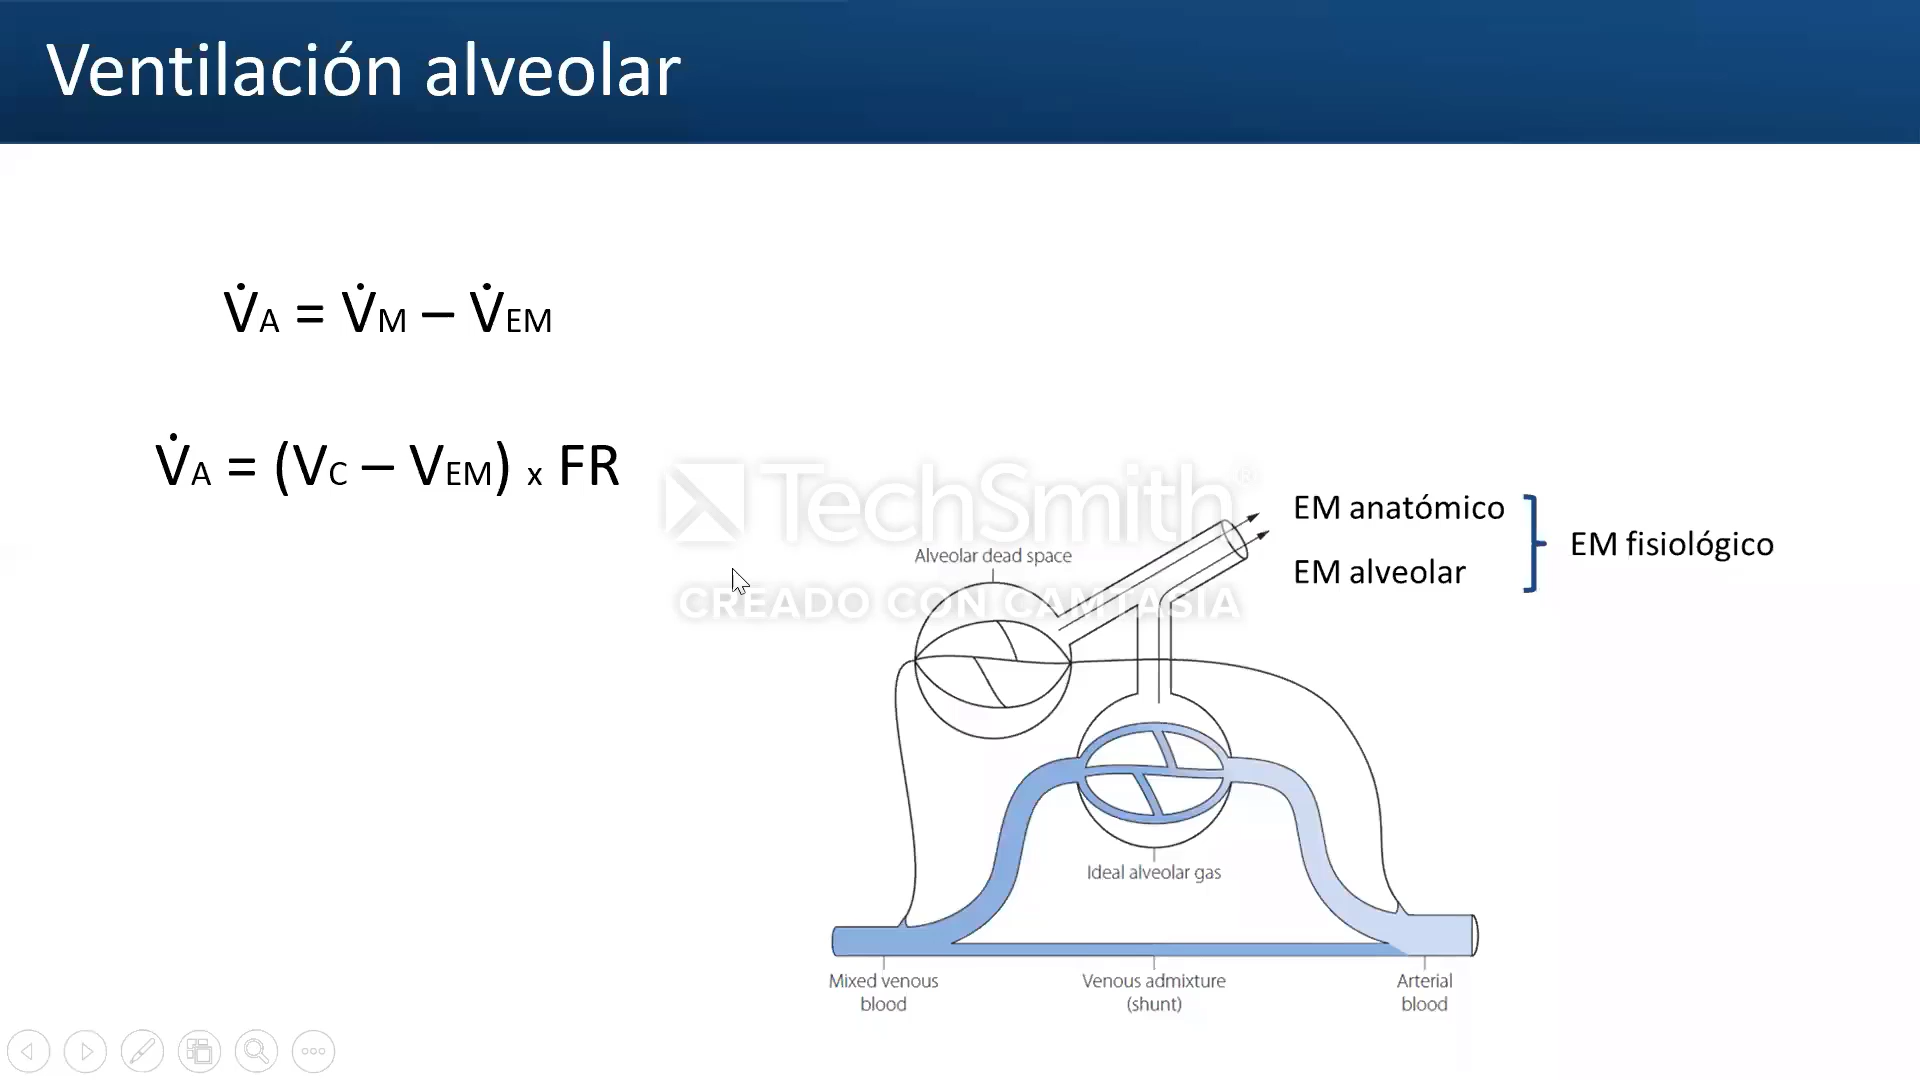 Ventilación alveolar
V̇A = V̇M – V̇EM
V̇A = (VC – VEM) x FR
TechSmith®
CREADO CON CAMTASIA
EM anatómico
EM alveolar
EM fisiológico
Alveolar dead space
Ideal alveolar gas
Mixed venous
blood
Venous admixture
(shunt)
Arterial
blood